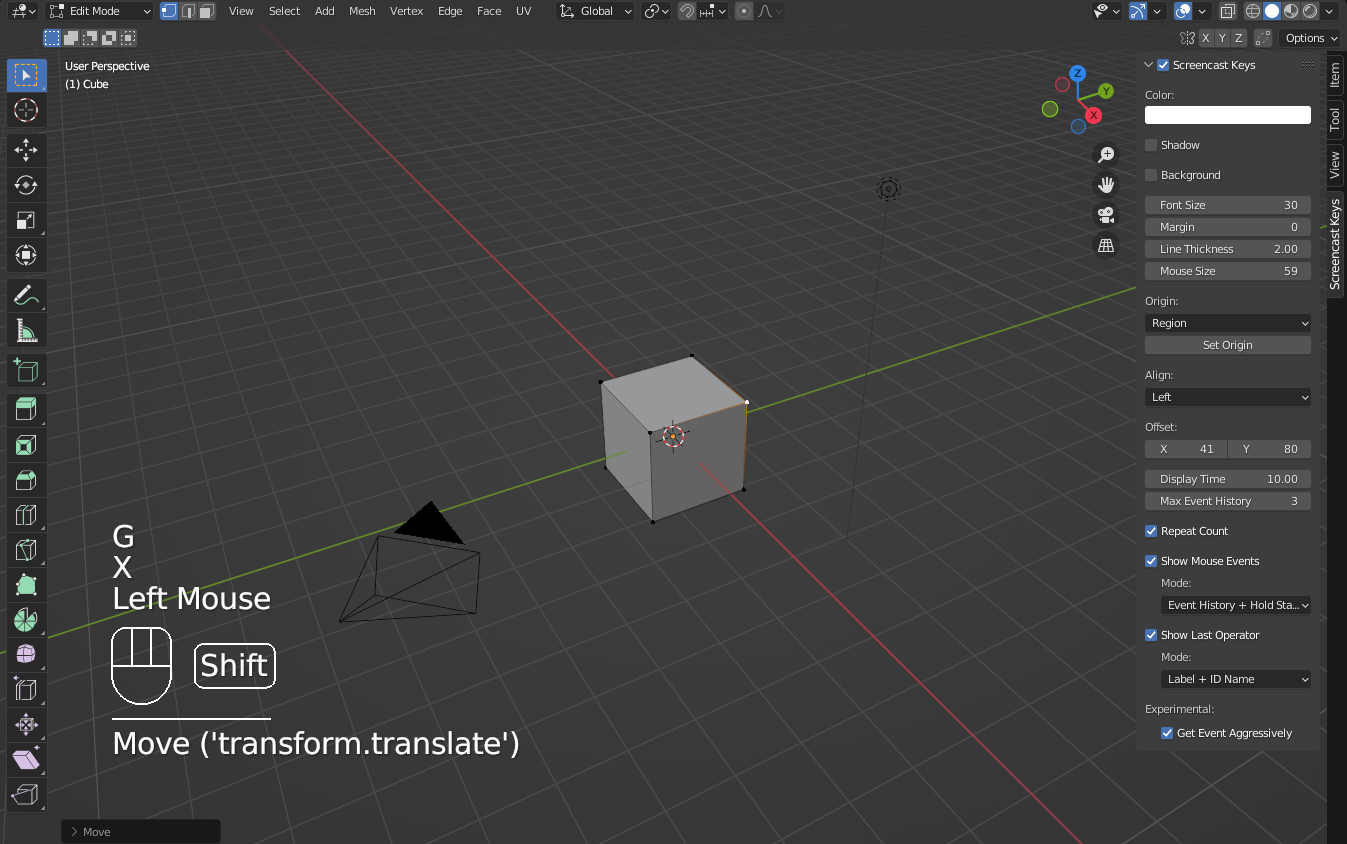 Edit Mode
View Select Add Mesh Vertex Edge Face UV
Global
X Y Z
Options
User Perspective
(1) Cube
Z
Y
X
Screencast Keys
Color:
Shadow
Background
Font Size 30
Margin 0
Line Thickness 2.00
Mouse Size 59
Origin:
Region
Set Origin
Align:
Left
Offset:
X 41 Y 80
Display Time 10.00
Max Event History 3
Repeat Count
Show Mouse Events
Mode:
Event History + Hold Sta...
Show Last Operator
Mode:
Label + ID Name
Experimental:
Get Event Aggressively
Item
Tool
View
Screencast Keys
G
X
Left Mouse
Shift
Move ('transform.translate')
Move